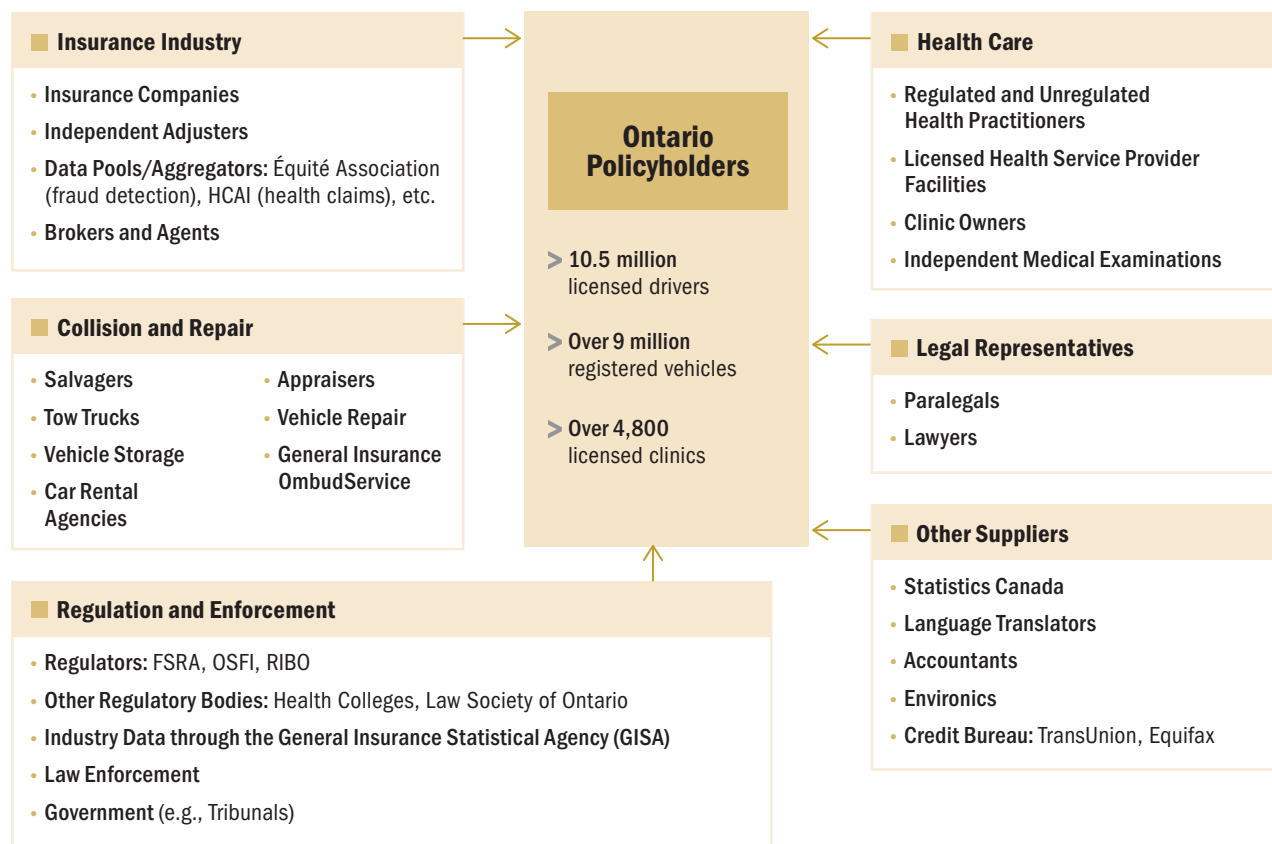 Insurance Industry
• Insurance Companies
• Independent Adjusters
• Data Pools/Aggregators: Équité Association
(fraud detection), HCAI (health claims), etc.
• Brokers and Agents
Collision and Repair
• Salvagers
• Tow Trucks
• Vehicle Storage
• Car Rental
Agencies
• Appraisers
• Vehicle Repair
• General Insurance
OmbudService
Ontario
Policyholders
> 10.5 million
licensed drivers
> Over 9 million
registered vehicles
> Over 4,800
licensed clinics
Health Care
• Regulated and Unregulated
Health Practitioners
• Licensed Health Service Provider
Facilities
• Clinic Owners
• Independent Medical Examinations
Legal Representatives
• Paralegals
• Lawyers
Other Suppliers
• Statistics Canada
• Language Translators
• Accountants
• Environics
• Credit Bureau: TransUnion, Equifax
Regulation and Enforcement
• Regulators: FSRA, OSFI, RIBO
• Other Regulatory Bodies: Health Colleges, Law Society of Ontario
• Industry Data through the General Insurance Statistical Agency (GISA)
• Law Enforcement
• Government (e.g., Tribunals)